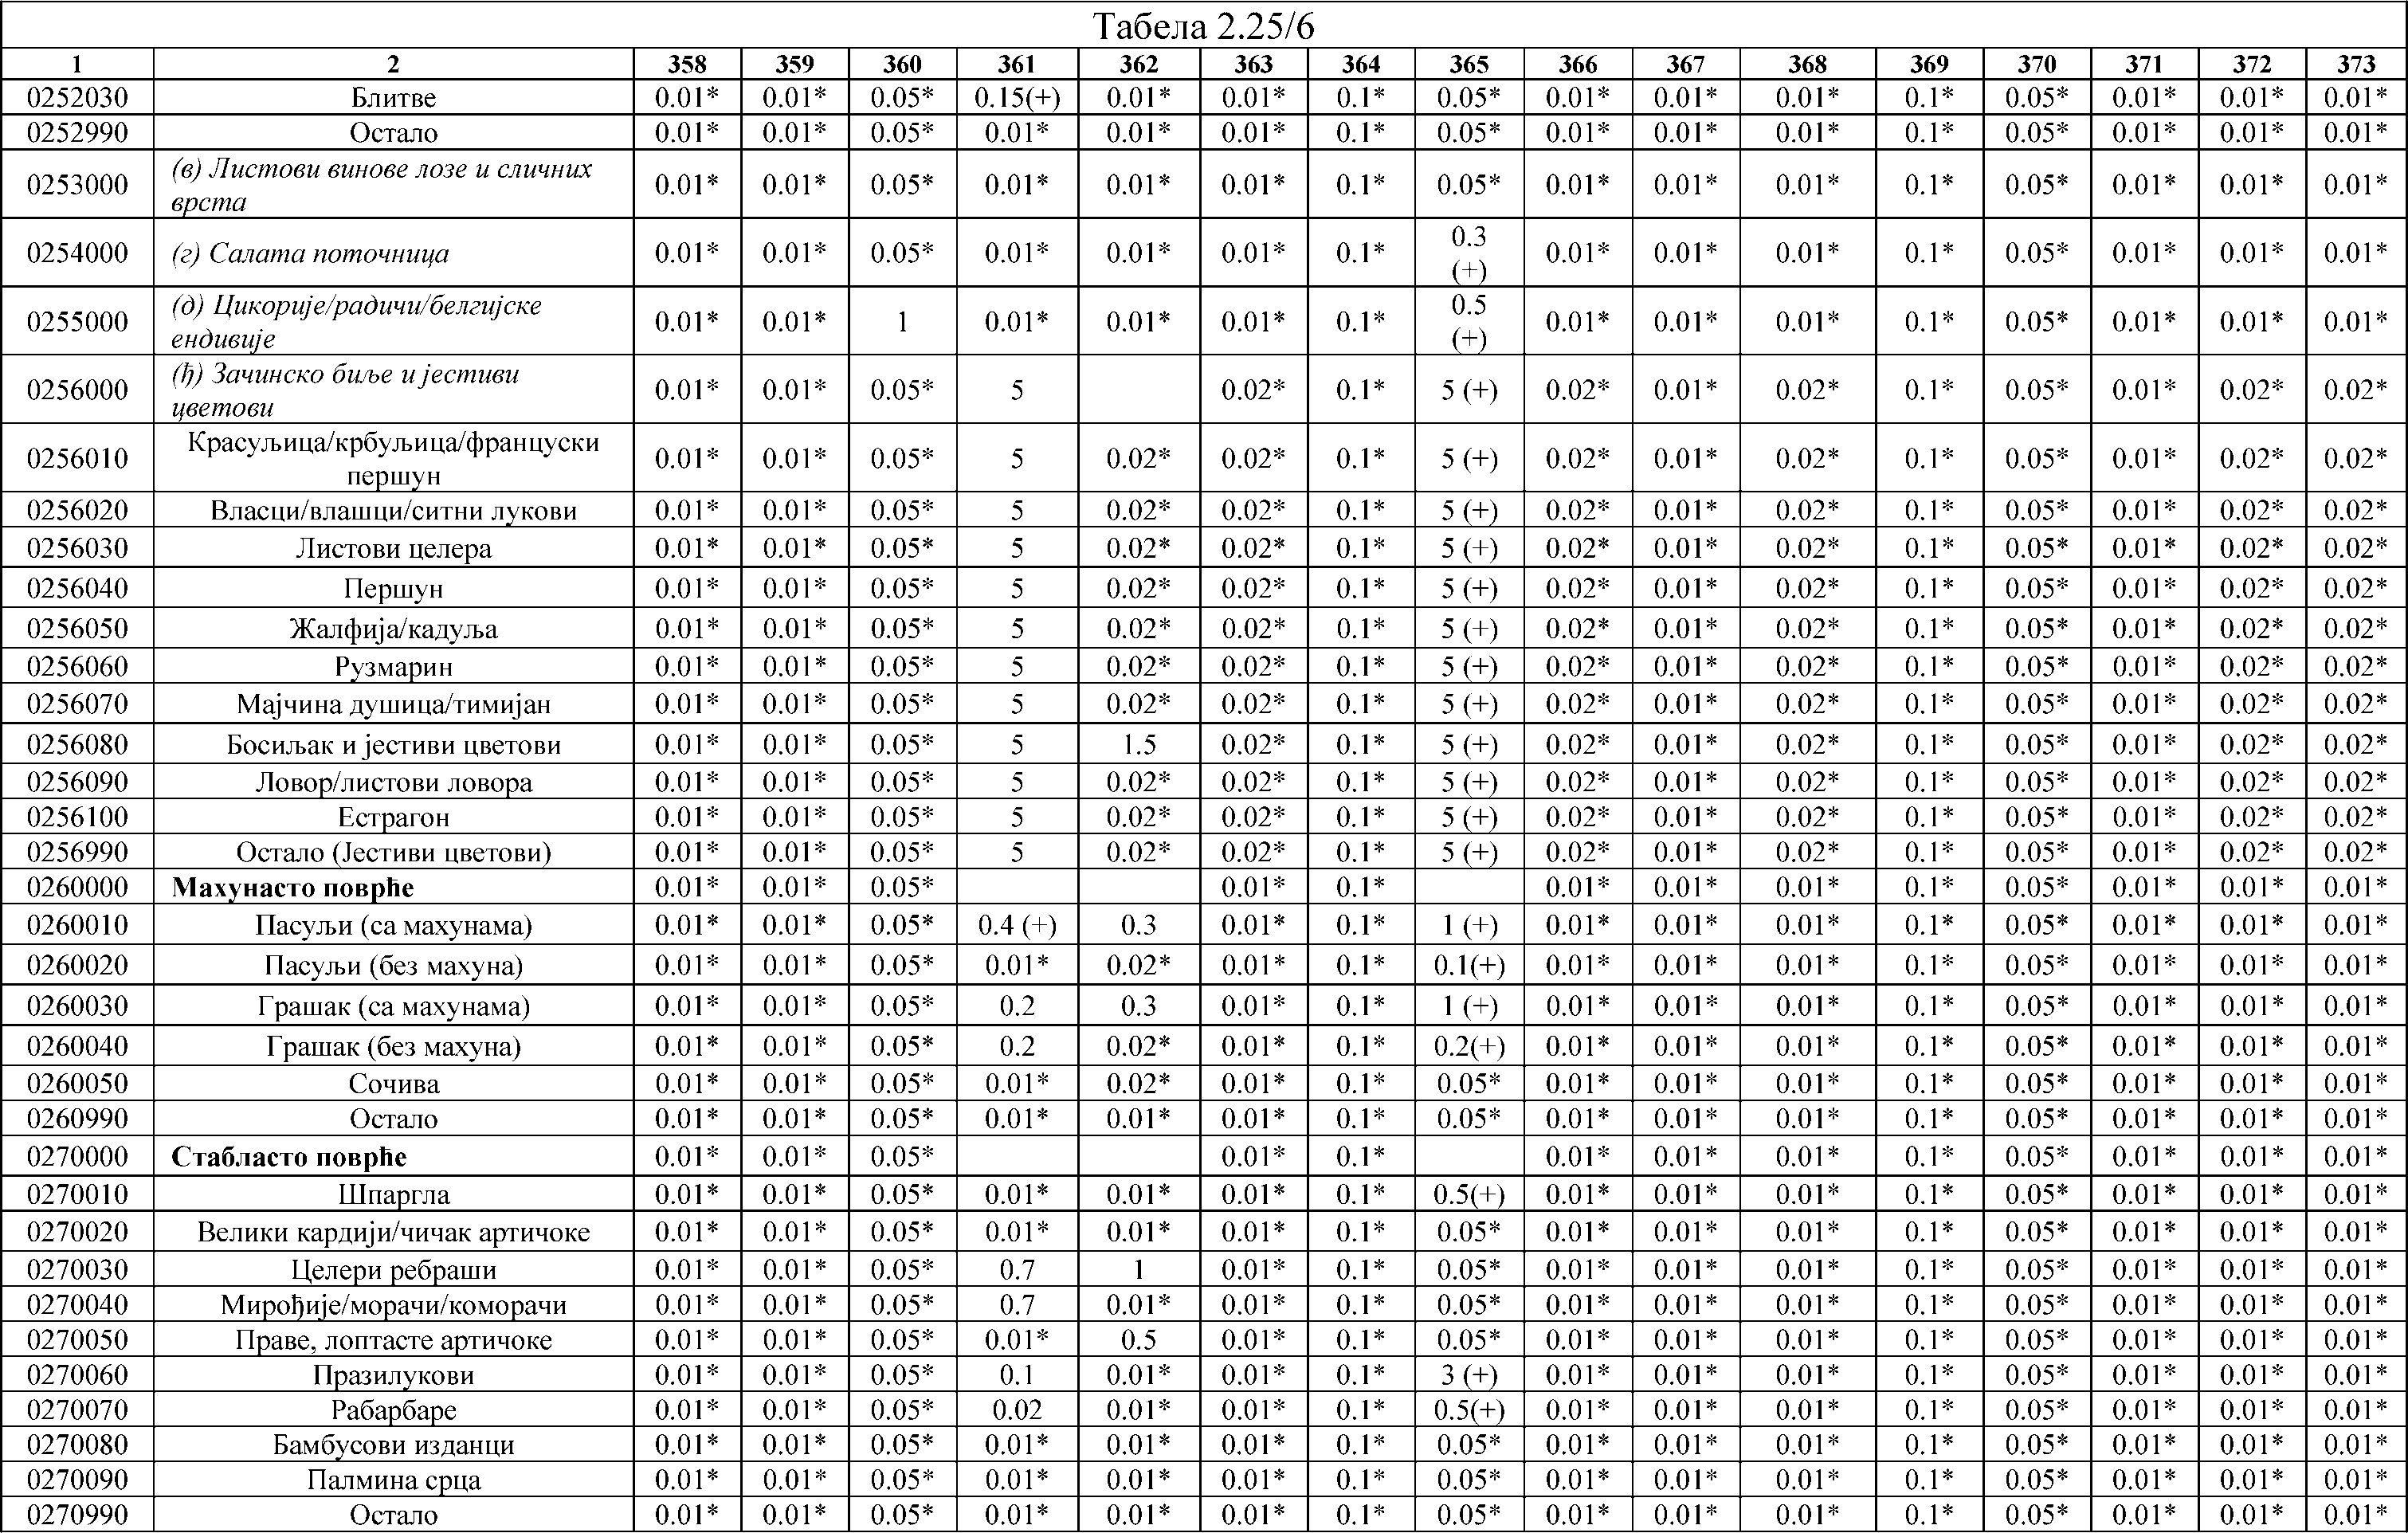 Табела 2.25/6
1 2 358 359 360 361 362 363 364 365 366 367 368 369 370 371 372 373
0252030 Блитве 0.01* 0.01* 0.05* 0.15(+) 0.01* 0.01* 0.1* 0.05* 0.01* 0.01* 0.01* 0.1* 0.05* 0.01* 0.01* 0.01*
0252990 Остало 0.01* 0.01* 0.05* 0.01* 0.01* 0.01* 0.1* 0.05* 0.01* 0.01* 0.01* 0.1* 0.05* 0.01* 0.01* 0.01*
0253000 (в) Листови винове лозе и сличних
врста 0.01* 0.01* 0.05* 0.01* 0.01* 0.01* 0.1* 0.05* 0.01* 0.01* 0.01* 0.1* 0.05* 0.01* 0.01* 0.01*
0254000 (г) Салата поточница 0.01* 0.01* 0.05* 0.01* 0.01* 0.01* 0.1* 0.3
(+) 0.01* 0.01* 0.01* 0.1* 0.05* 0.01* 0.01* 0.01*
0255000 (д) Цикорије/радичи/белгијске
ендивије 0.01* 0.01* 1 0.01* 0.01* 0.01* 0.1* 0.5
(+) 0.01* 0.01* 0.01* 0.1* 0.05* 0.01* 0.01* 0.01*
0256000 (ђ) Зачинско биље и јестиви
цветови 0.01* 0.01* 0.05* 5 0.02* 0.1* 5 (+) 0.02* 0.01* 0.02* 0.1* 0.05* 0.01* 0.02* 0.02*
0256010 Красуљица/крбуљица/француски
першун 0.01* 0.01* 0.05* 5 0.02* 0.02* 0.1* 5 (+) 0.02* 0.01* 0.02* 0.1* 0.05* 0.01* 0.02* 0.02*
0256020 Власци/влашци/ситни лукови 0.01* 0.01* 0.05* 5 0.02* 0.02* 0.1* 5 (+) 0.02* 0.01* 0.02* 0.1* 0.05* 0.01* 0.02* 0.02*
0256030 Листови целера 0.01* 0.01* 0.05* 5 0.02* 0.02* 0.1* 5 (+) 0.02* 0.01* 0.02* 0.1* 0.05* 0.01* 0.02* 0.02*
0256040 Першун 0.01* 0.01* 0.05* 5 0.02* 0.02* 0.1* 5 (+) 0.02* 0.01* 0.02* 0.1* 0.05* 0.01* 0.02* 0.02*
0256050 Жалфија/кадуља 0.01* 0.01* 0.05* 5 0.02* 0.02* 0.1* 5 (+) 0.02* 0.01* 0.02* 0.1* 0.05* 0.01* 0.02* 0.02*
0256060 Рузмарин 0.01* 0.01* 0.05* 5 0.02* 0.02* 0.1* 5 (+) 0.02* 0.01* 0.02* 0.1* 0.05* 0.01* 0.02* 0.02*
0256070 Мајчина душица/тимијан 0.01* 0.01* 0.05* 5 0.02* 0.02* 0.1* 5 (+) 0.02* 0.01* 0.02* 0.1* 0.05* 0.01* 0.02* 0.02*
0256080 Босиљак и јестиви цветови 0.01* 0.01* 0.05* 5 1.5 0.02* 0.1* 5 (+) 0.02* 0.01* 0.02* 0.1* 0.05* 0.01* 0.02* 0.02*
0256090 Ловор/листови ловора 0.01* 0.01* 0.05* 5 0.02* 0.02* 0.1* 5 (+) 0.02* 0.01* 0.02* 0.1* 0.05* 0.01* 0.02* 0.02*
0256100 Естрагон 0.01* 0.01* 0.05* 5 0.02* 0.02* 0.1* 5 (+) 0.02* 0.01* 0.02* 0.1* 0.05* 0.01* 0.02* 0.02*
0256990 Остало (Јестиви цветови) 0.01* 0.01* 0.05* 5 0.02* 0.02* 0.1* 5 (+) 0.02* 0.01* 0.02* 0.1* 0.05* 0.01* 0.02* 0.02*
0260000 Махунасто поврће 0.01* 0.01* 0.05* 0.01* 0.1* 0.01* 0.01* 0.01* 0.1* 0.05* 0.01* 0.01* 0.01*
0260010 Пасуљи (са махунама) 0.01* 0.01* 0.05* 0.4 (+) 0.3 0.01* 0.1* 1 (+) 0.01* 0.01* 0.01* 0.1* 0.05* 0.01* 0.01* 0.01*
0260020 Пасуљи (без махуна) 0.01* 0.01* 0.05* 0.01* 0.02* 0.01* 0.1* 0.1(+) 0.01* 0.01* 0.01* 0.1* 0.05* 0.01* 0.01* 0.01*
0260030 Грашак (са махунама) 0.01* 0.01* 0.05* 0.2 0.3 0.01* 0.1* 1 (+) 0.01* 0.01* 0.01* 0.1* 0.05* 0.01* 0.01* 0.01*
0260040 Грашак (без махуна) 0.01* 0.01* 0.05* 0.2 0.02* 0.01* 0.1* 0.2(+) 0.01* 0.01* 0.01* 0.1* 0.05* 0.01* 0.01* 0.01*
0260050 Сочива 0.01* 0.01* 0.05* 0.01* 0.02* 0.01* 0.1* 0.05* 0.01* 0.01* 0.01* 0.1* 0.05* 0.01* 0.01* 0.01*
0260990 Остало 0.01* 0.01* 0.05* 0.01* 0.01* 0.01* 0.1* 0.05* 0.01* 0.01* 0.01* 0.1* 0.05* 0.01* 0.01* 0.01*
0270000 Стабласто поврће 0.01* 0.01* 0.05* 0.01* 0.1* 0.01* 0.01* 0.01* 0.1* 0.05* 0.01* 0.01* 0.01*
0270010 Шпаргла 0.01* 0.01* 0.05* 0.01* 0.01* 0.01* 0.1* 0.5(+) 0.01* 0.01* 0.01* 0.1* 0.05* 0.01* 0.01* 0.01*
0270020 Велики кардији/чичак артичоке 0.01* 0.01* 0.05* 0.01* 0.01* 0.01* 0.1* 0.05* 0.01* 0.01* 0.01* 0.1* 0.05* 0.01* 0.01* 0.01*
0270030 Целери ребраши 0.01* 0.01* 0.05* 0.7 1 0.01* 0.1* 0.05* 0.01* 0.01* 0.01* 0.1* 0.05* 0.01* 0.01* 0.01*
0270040 Мирођије/морачи/коморачи 0.01* 0.01* 0.05* 0.7 0.01* 0.01* 0.1* 0.05* 0.01* 0.01* 0.01* 0.1* 0.05* 0.01* 0.01* 0.01*
0270050 Праве, лоптасте артичоке 0.01* 0.01* 0.05* 0.01* 0.5 0.01* 0.1* 0.05* 0.01* 0.01* 0.01* 0.1* 0.05* 0.01* 0.01* 0.01*
0270060 Празилукови 0.01* 0.01* 0.05* 0.1 0.01* 0.01* 0.1* 3 (+) 0.01* 0.01* 0.01* 0.1* 0.05* 0.01* 0.01* 0.01*
0270070 Рабарбаре 0.01* 0.01* 0.05* 0.02 0.01* 0.01* 0.1* 0.5(+) 0.01* 0.01* 0.01* 0.1* 0.05* 0.01* 0.01* 0.01*
0270080 Бамбусови изданци 0.01* 0.01* 0.05* 0.01* 0.01* 0.01* 0.1* 0.05* 0.01* 0.01* 0.01* 0.1* 0.05* 0.01* 0.01* 0.01*
0270090 Палмина срца 0.01* 0.01* 0.05* 0.01* 0.01* 0.01* 0.1* 0.05* 0.01* 0.01* 0.01* 0.1* 0.05* 0.01* 0.01* 0.01*
0270990 Остало 0.01* 0.01* 0.05* 0.01* 0.01* 0.01* 0.1* 0.05* 0.01* 0.01* 0.01* 0.1* 0.05* 0.01* 0.01* 0.01*